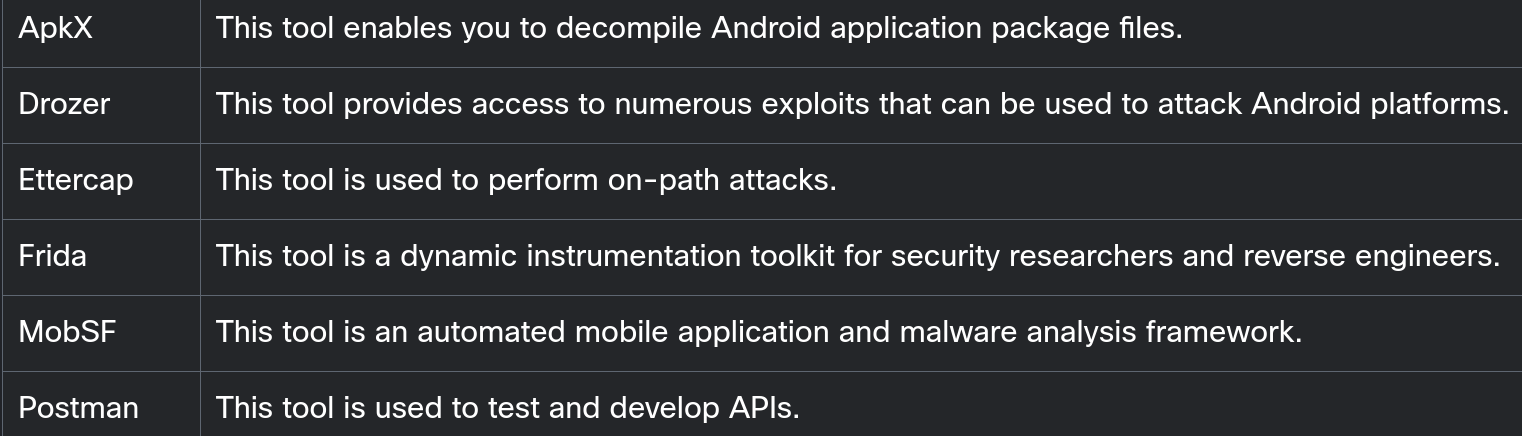 ApkX This tool enables you to decompile Android application package files.
Drozer This tool provides access to numerous exploits that can be used to attack Android platforms.
Ettercap This tool is used to perform on-path attacks.
Frida This tool is a dynamic instrumentation toolkit for security researchers and reverse engineers.
MobSF This tool is an automated mobile application and malware analysis framework.
Postman This tool is used to test and develop APIs.